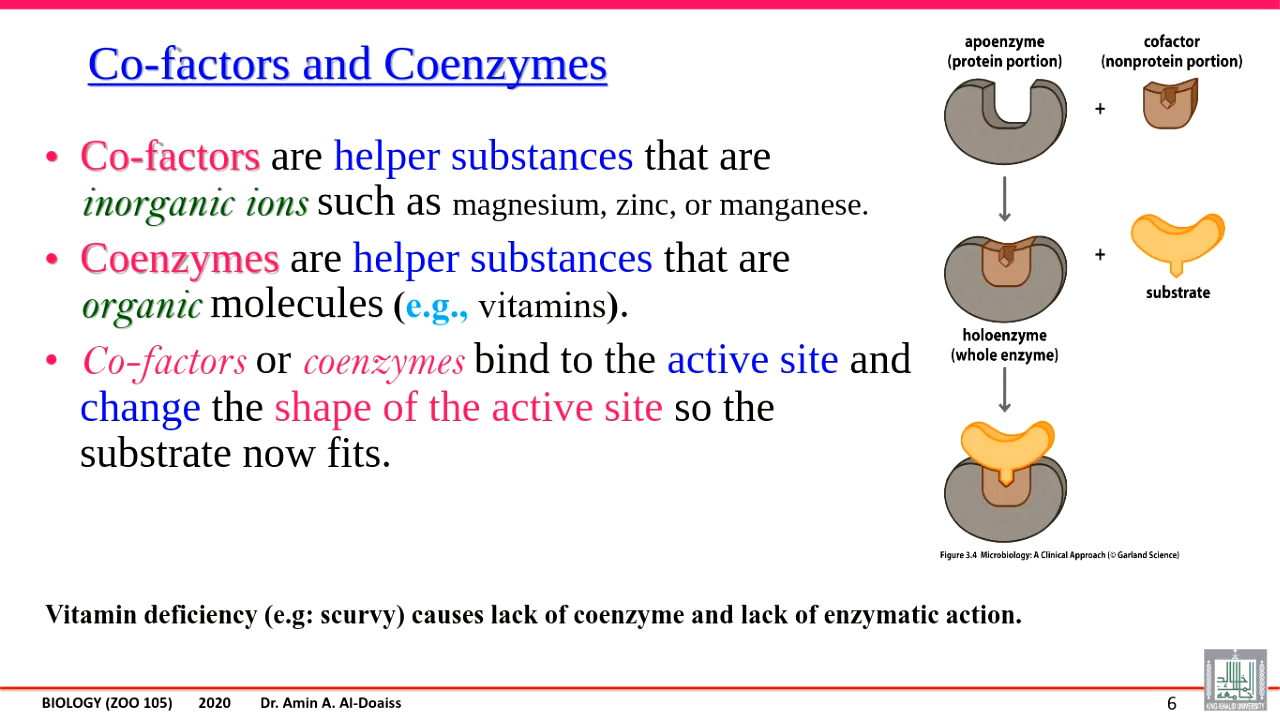 Co-factors and Coenzymes
• Co-factors are helper substances that are
inorganic ions such as magnesium, zinc, or manganese.
• Coenzymes are helper substances that are
organic molecules (e.g., vitamins).
• Co-factors or coenzymes bind to the active site and
change the shape of the active site so the
substrate now fits.
apoenzyme
(protein portion)
+
cofactor
(nonprotein portion)
holoenzyme
(whole enzyme)
+
substrate
Figure 3.4 Microbiology: A Clinical Approach (© Garland Science)
Vitamin deficiency (e.g: scurvy) causes lack of coenzyme and lack of enzymatic action.
BIOLOGY (ZOO 105) 2020 Dr. Amin A. Al-Doaiss
6
KING KHALID UNIVERSITY